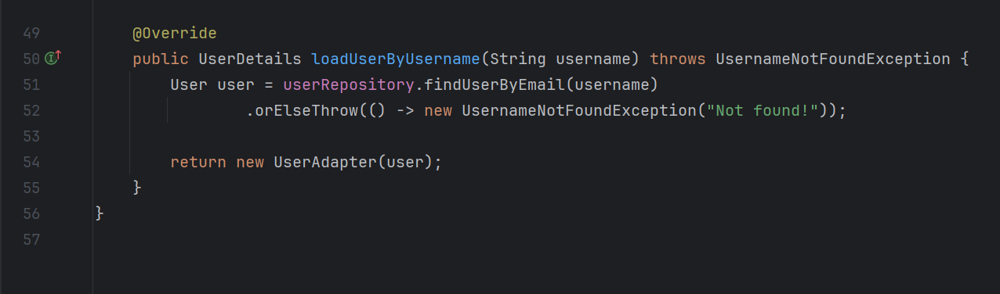 49 @Override
50 public UserDetails loadUserByUsername(String username) throws UsernameNotFoundException {
51 User user = userRepository.findUserByEmail(username)
52 .orElseThrow(() -> new UsernameNotFoundException("Not found!"));
53
54 return new UserAdapter(user);
55 }
56 }
57